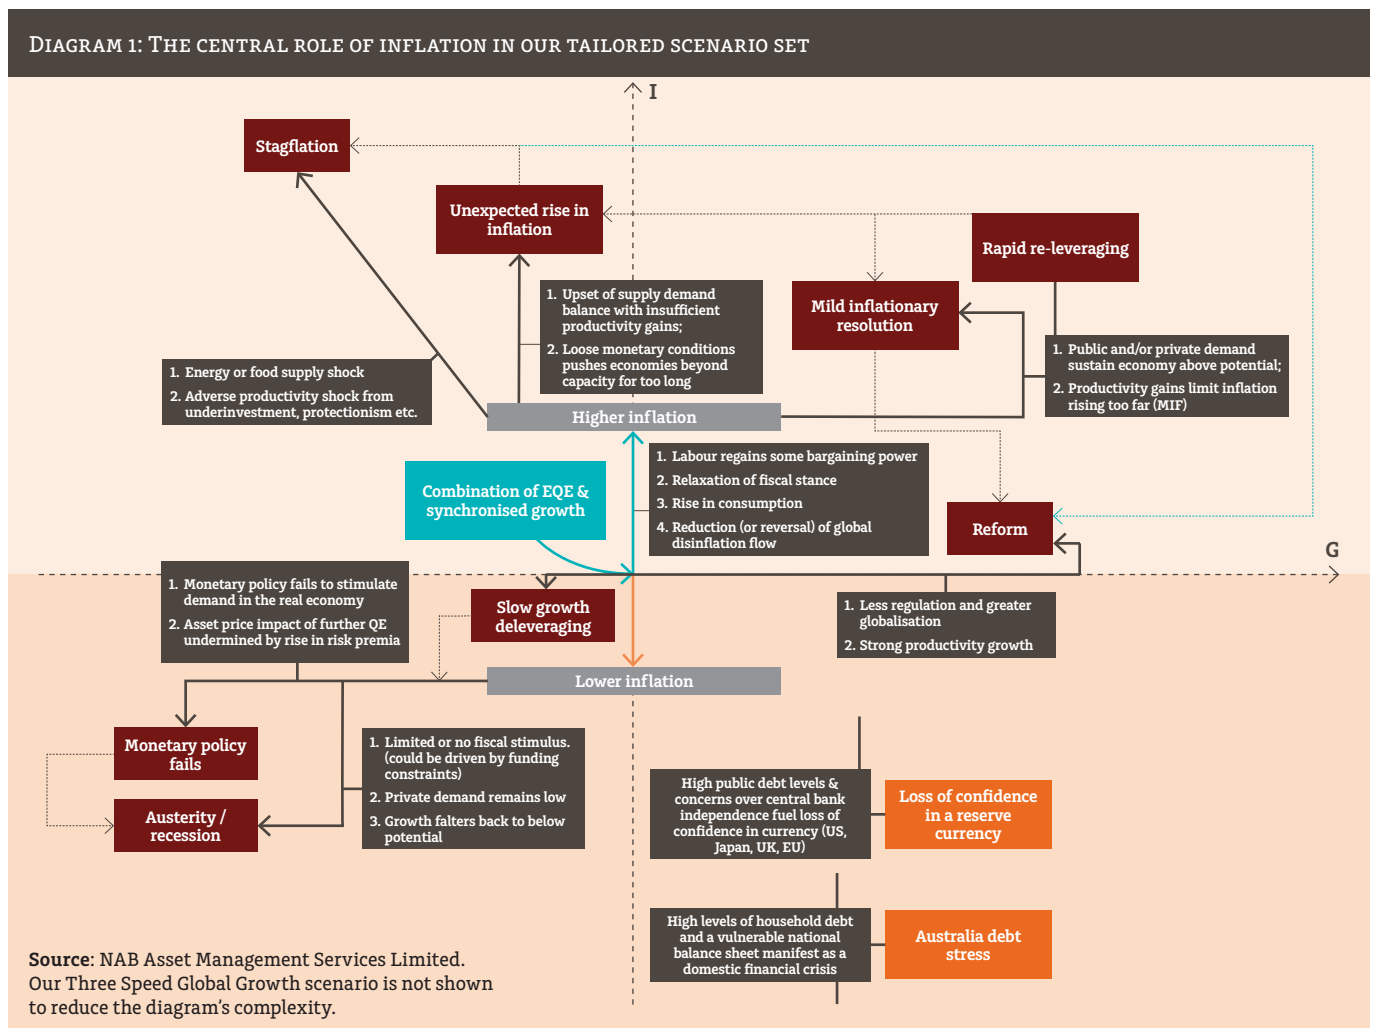 DIAGRAM 1: THE CENTRAL ROLE OF INFLATION IN OUR TAILORED SCENARIO SET
I
Stagflation
Unexpected rise in
inflation
Rapid re-leveraging
Mild inflationary
resolution
1. Upset of supply demand
balance with insufficient
productivity gains;
2. Loose monetary conditions
pushes economies beyond
capacity for too long
1. Public and/or private demand
sustain economy above potential;
2. Productivity gains limit inflation
rising too far (MIF)
1. Energy or food supply shock
2. Adverse productivity shock from
underinvestment, protectionism etc.
Higher inflation
Combination of EQE &
synchronised growth
1. Labour regains some bargaining power
2. Relaxation of fiscal stance
3. Rise in consumption
4. Reduction (or reversal) of global
disinflation flow
Reform
G
1. Monetary policy fails to stimulate
demand in the real economy
2. Asset price impact of further QE
undermined by rise in risk premia
Slow growth
deleveraging
1. Less regulation and greater
globalisation
2. Strong productivity growth
Lower inflation
Monetary policy
fails
Austerity /
recession
1. Limited or no fiscal stimulus.
(could be driven by funding
constraints)
2. Private demand remains low
3. Growth falters back to below
potential
High public debt levels &
concerns over central bank
independence fuel loss of
confidence in currency (US,
Japan, UK, EU)
Loss of confidence
in a reserve
currency
High levels of household debt
and a vulnerable national
balance sheet manifest as a
domestic financial crisis
Australia debt
stress
Source: NAB Asset Management Services Limited.
Our Three Speed Global Growth scenario is not shown
to reduce the diagram's complexity.